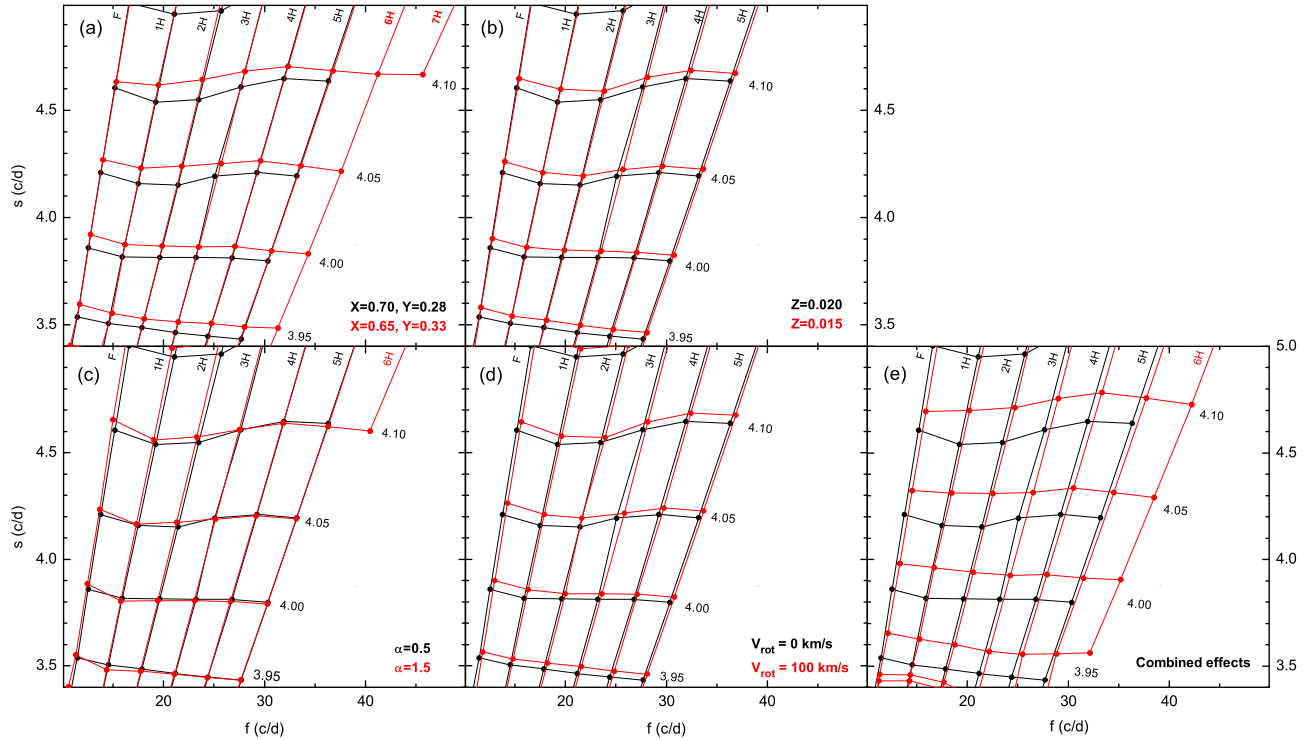 (a)
F
1H
2H
3H
4H
5H
6H
7H
4.10
4.05
4.00
3.95
X=0.70, Y=0.28
X=0.65, Y=0.33
4.5
4.0
3.5
s (c/d)
(b)
F
1H
2H
3H
4H
5H
4.10
4.05
4.00
3.95
Z=0.020
Z=0.015
4.5
4.0
3.5
(c)
F
1H
2H
3H
4H
5H
6H
4.10
4.05
4.00
3.95
α=0.5
α=1.5
4.5
4.0
3.5
s (c/d)
20
30
40
f (c/d)
(d)
F
1H
2H
3H
4H
5H
4.10
4.05
4.00
3.95
Vrot = 0 km/s
Vrot = 100 km/s
20
30
40
f (c/d)
(e)
F
1H
2H
3H
4H
5H
6H
4.10
4.05
4.00
3.95
Combined effects
5.0
4.5
4.0
3.5
20
30
40
f (c/d)